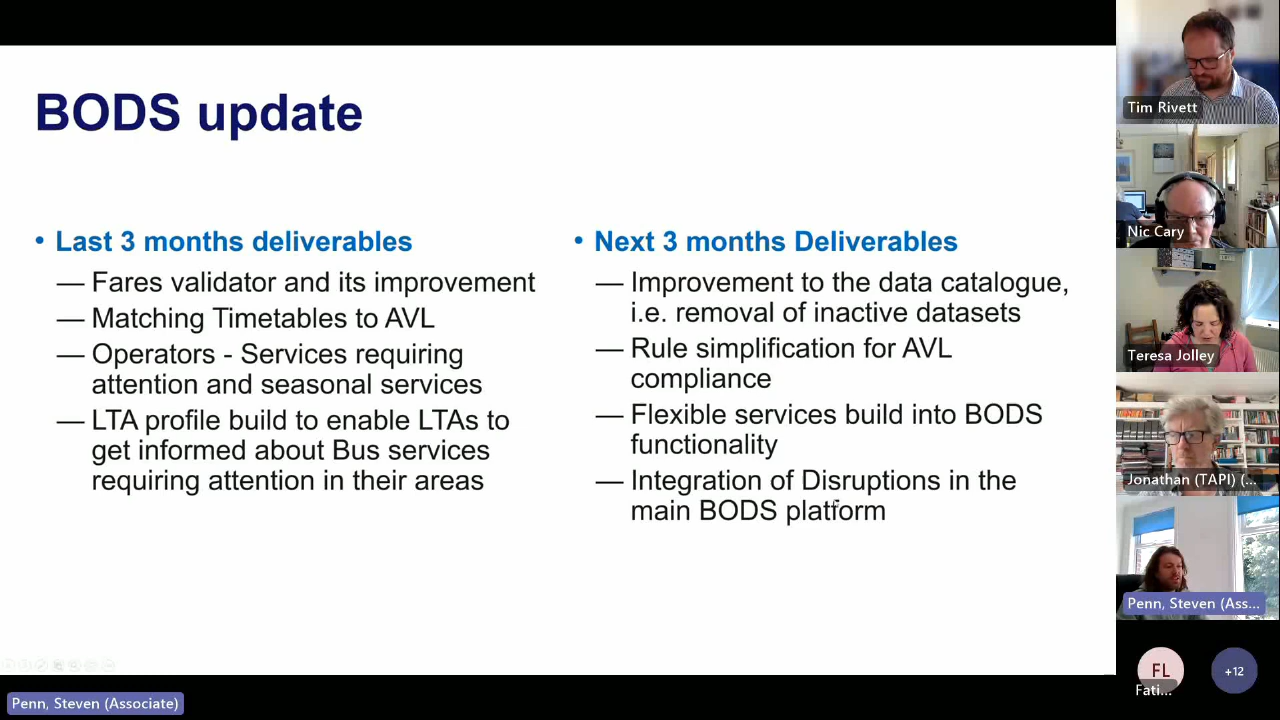 BODS update
• Last 3 months deliverables
— Fares validator and its improvement
— Matching Timetables to AVL
— Operators - Services requiring
attention and seasonal services
— LTA profile build to enable LTAs to
get informed about Bus services
requiring attention in their areas
• Next 3 months Deliverables
— Improvement to the data catalogue,
i.e. removal of inactive datasets
— Rule simplification for AVL
compliance
— Flexible services build into BODS
functionality
— Integration of Disruptions in the
main BODS platform
Tim Rivett
Nic Cary
Teresa Jolley
Jonathan (TAPI) (...
Penn, Steven (Ass...
FL
+12
Fati...
Penn, Steven (Associate)